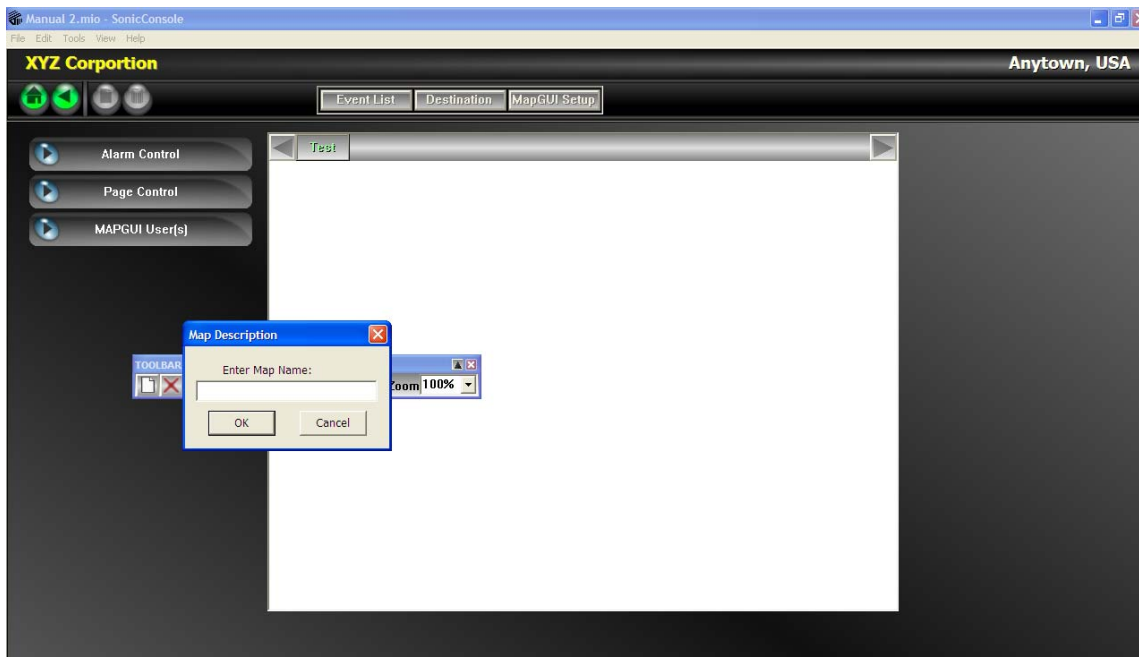 Manual 2.mio - SonicConsole
File Edit Tools View Help
XYZ Corportion
Anytown, USA
Event List Destination MapGUI Setup
Alarm Control
Page Control
MAPGUI User(s)
Test
Map Description
Enter Map Name:
OK Cancel
TOOLBAR
Zoom 100%